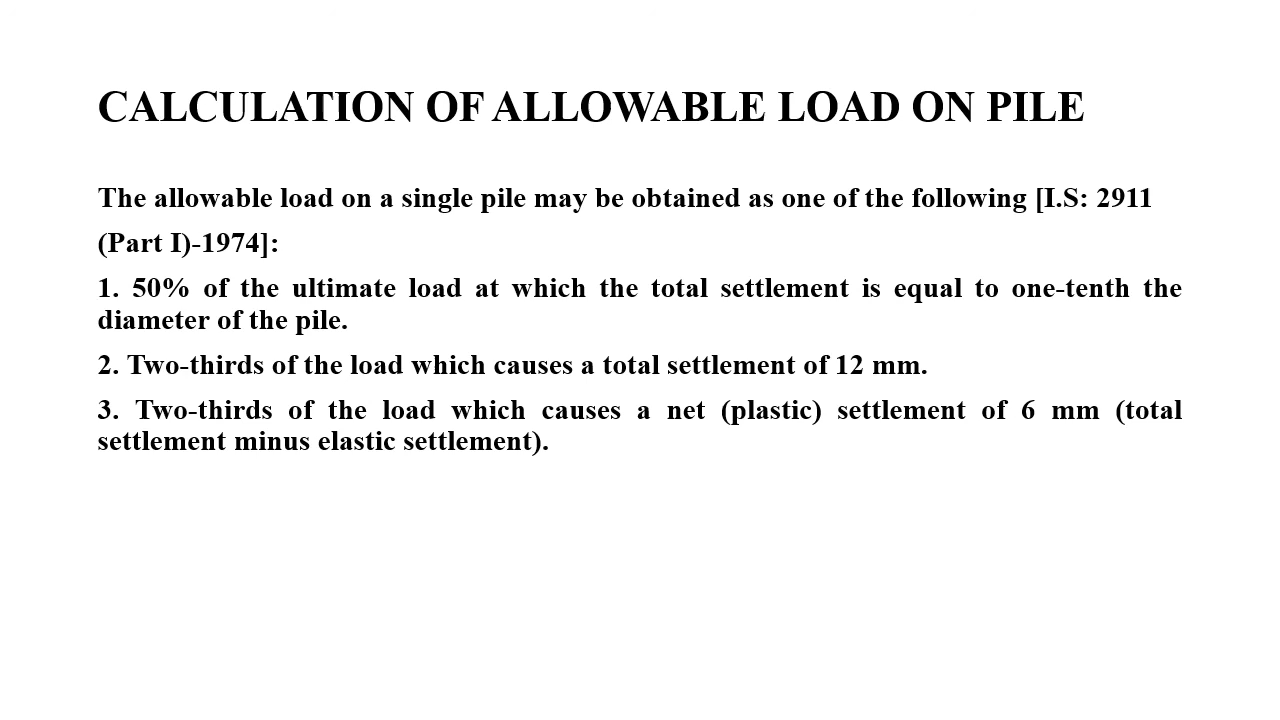 CALCULATION OF ALLOWABLE LOAD ON PILE
The allowable load on a single pile may be obtained as one of the following [I.S: 2911
(Part I)-1974]:
1. 50% of the ultimate load at which the total settlement is equal to one-tenth the
diameter of the pile.
2. Two-thirds of the load which causes a total settlement of 12 mm.
3. Two-thirds of the load which causes a net (plastic) settlement of 6 mm (total
settlement minus elastic settlement).